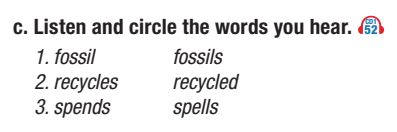 c. Listen and circle the words you hear. CD1 52
1. fossil fossils
2. recycles recycled
3. spends spells